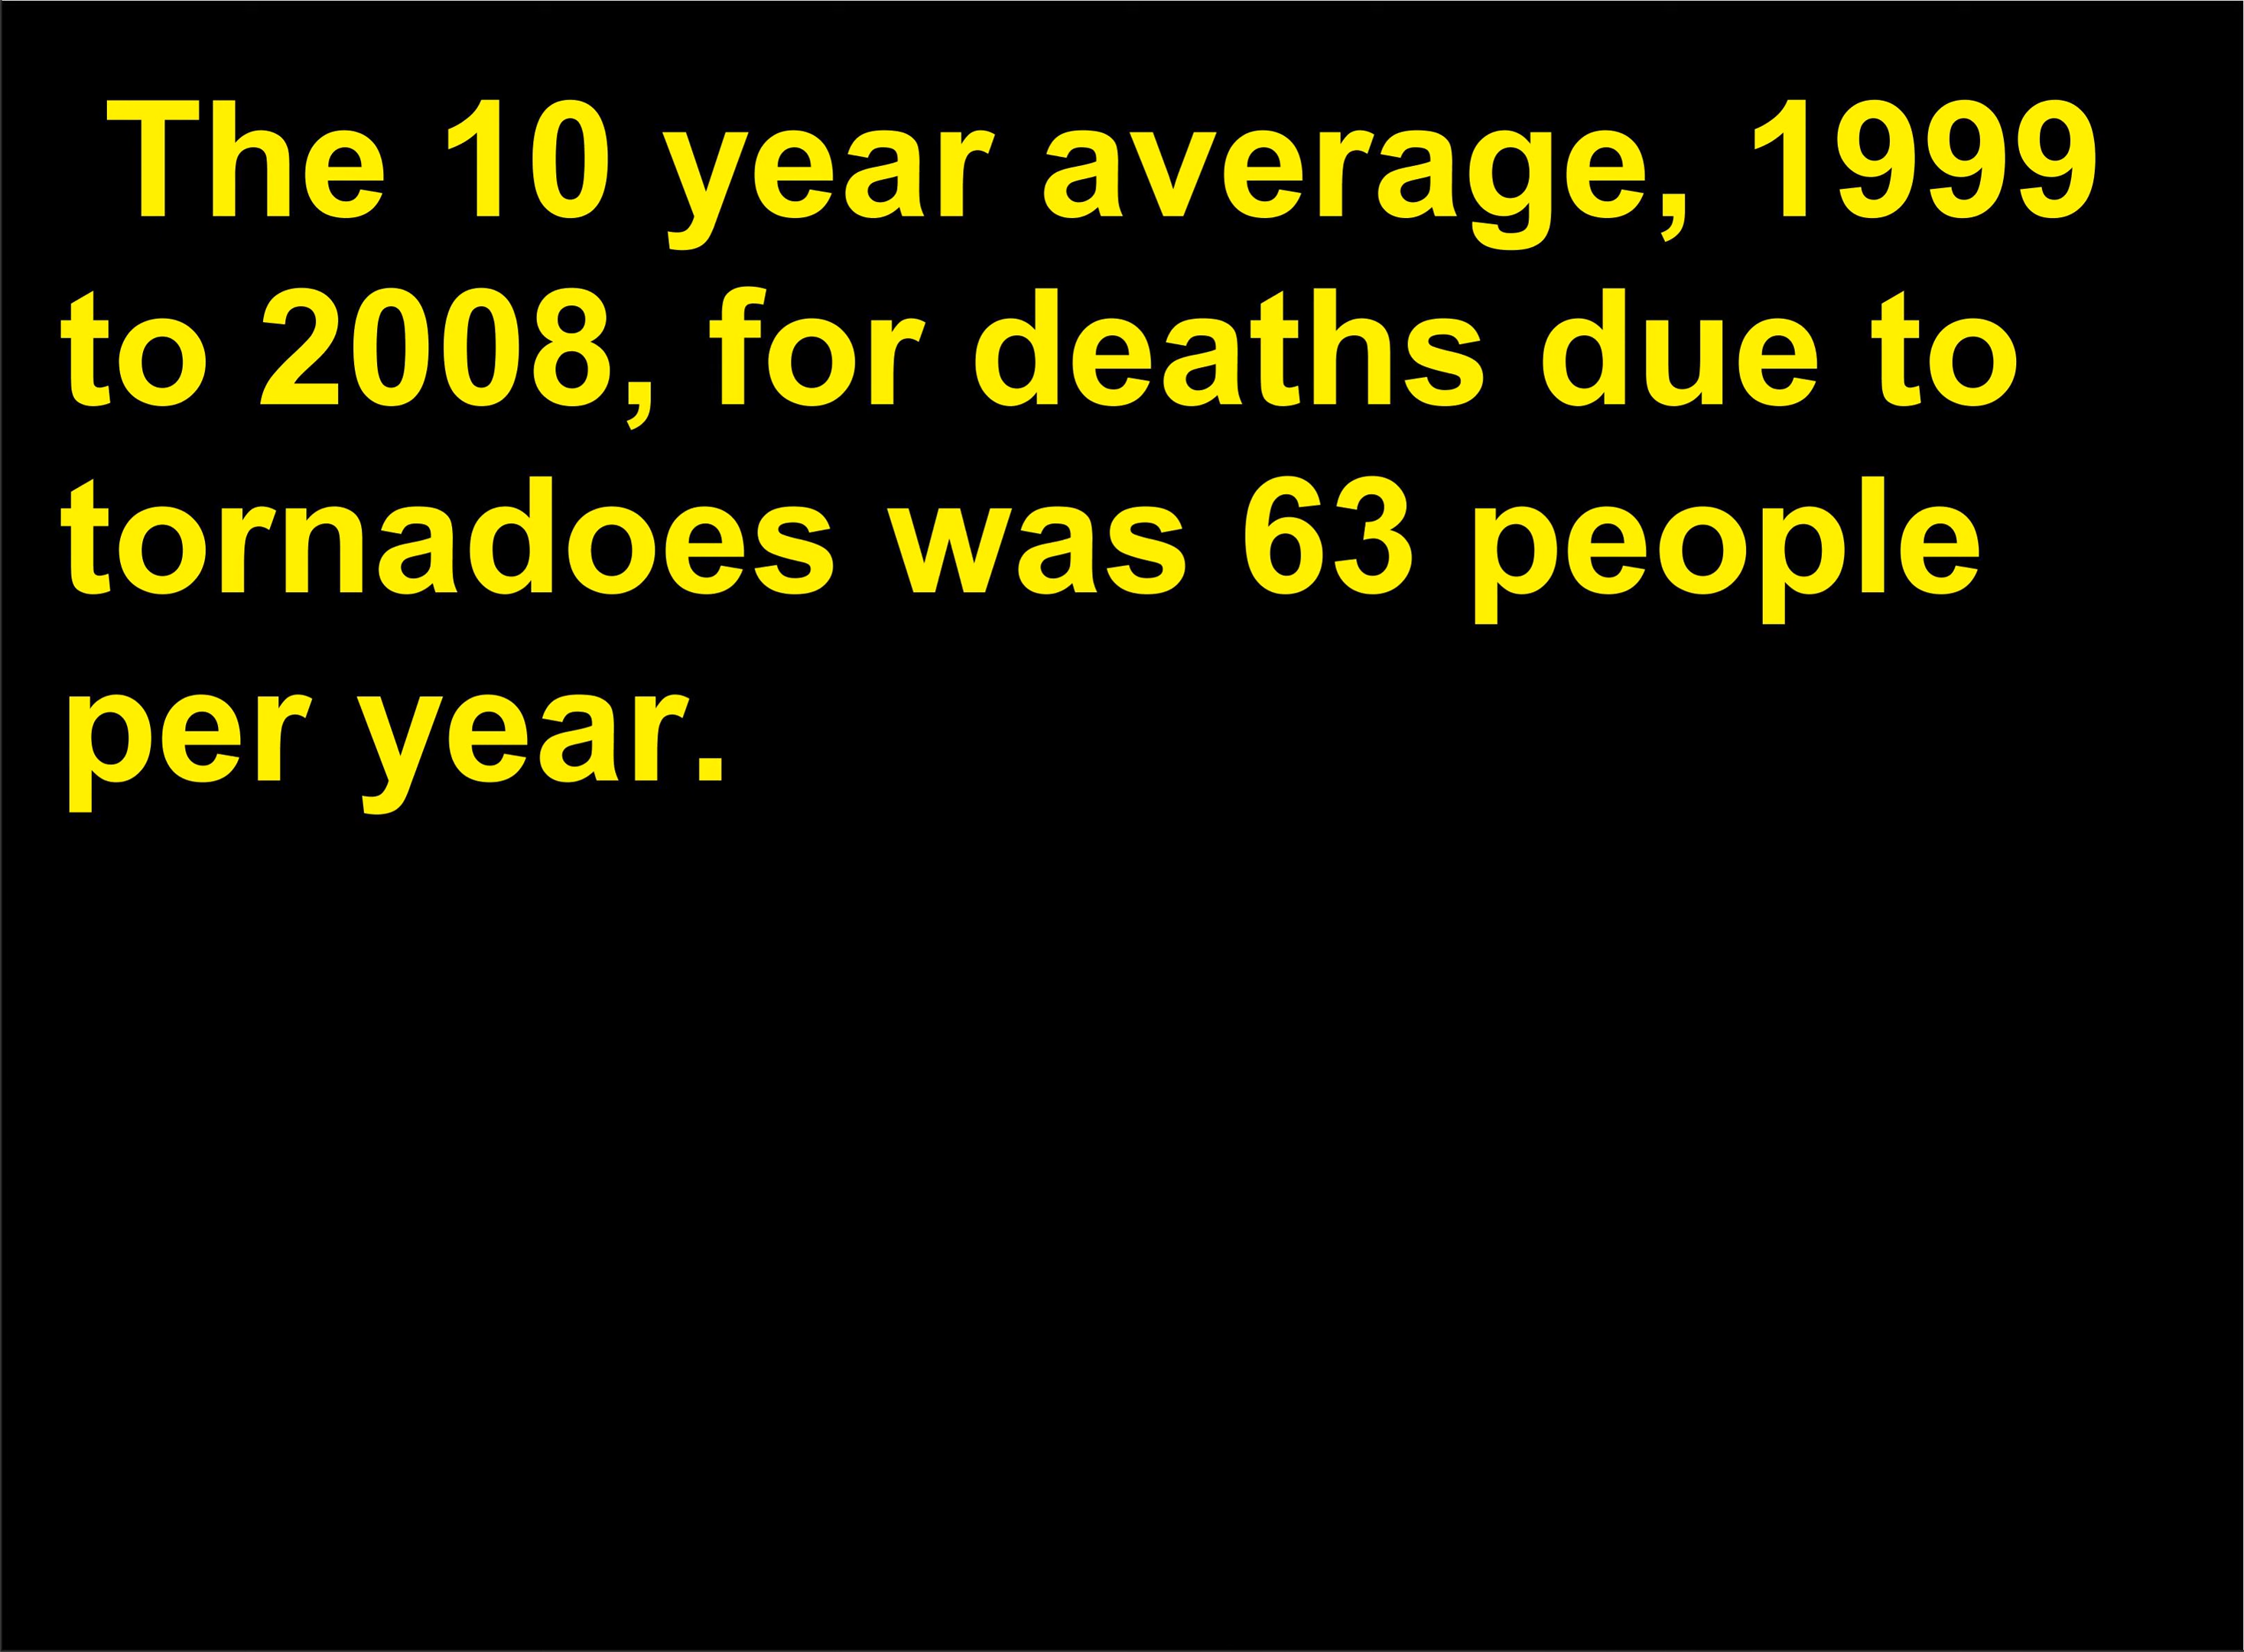 The 10 year average, 1999
to 2008, for deaths due to
tornadoes was 63 people
per year.